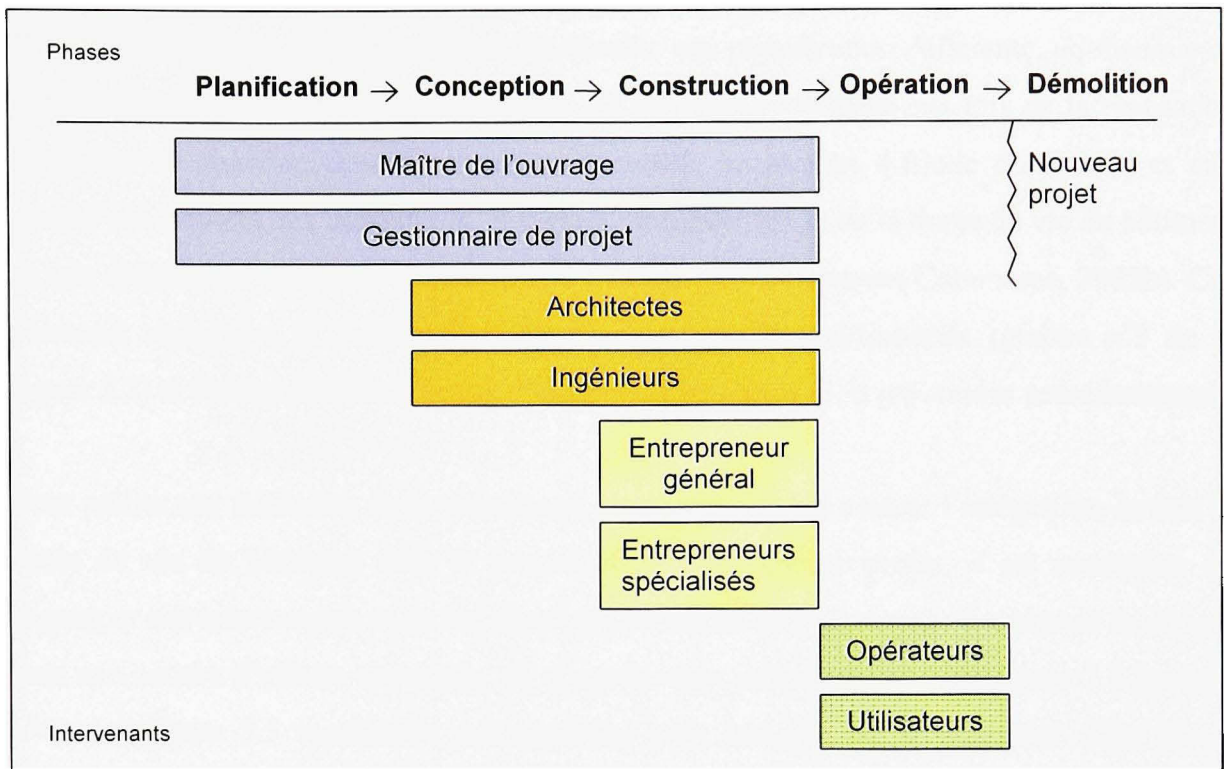 Phases
Planification → Conception → Construction → Opération → Démolition
Maître de l'ouvrage
Nouveau
projet
Gestionnaire de projet
Architectes
Ingénieurs
Entrepreneur
général
Entrepreneurs
spécialisés
Opérateurs
Utilisateurs
Intervenants